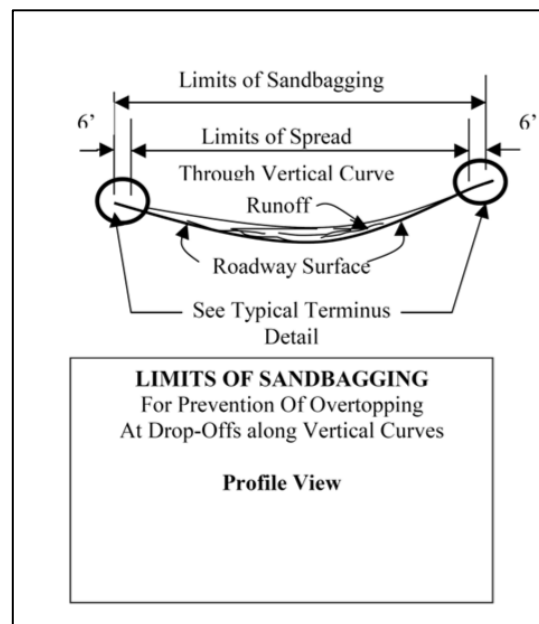 Limits of Sandbagging
6’ 6’
Limits of Spread
Through Vertical Curve
Runoff
Roadway Surface
See Typical Terminus
Detail
LIMITS OF SANDBAGGING
For Prevention Of Overtopping
At Drop-Offs along Vertical Curves
Profile View